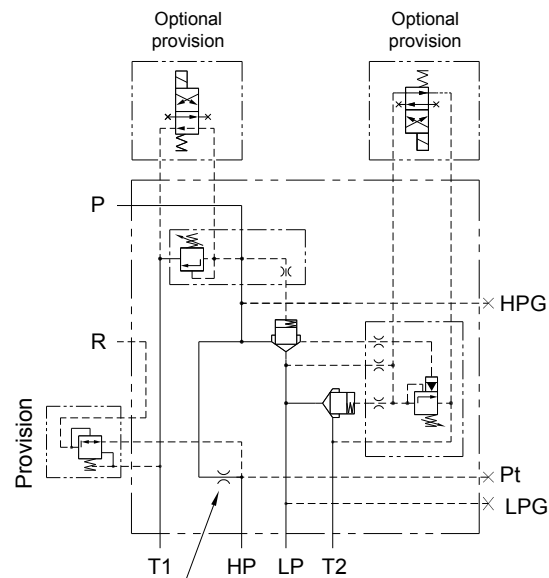 Optional
provision
Optional
provision
P
HPG
R
Provision
Pt
LPG
T1
HP
LP
T2